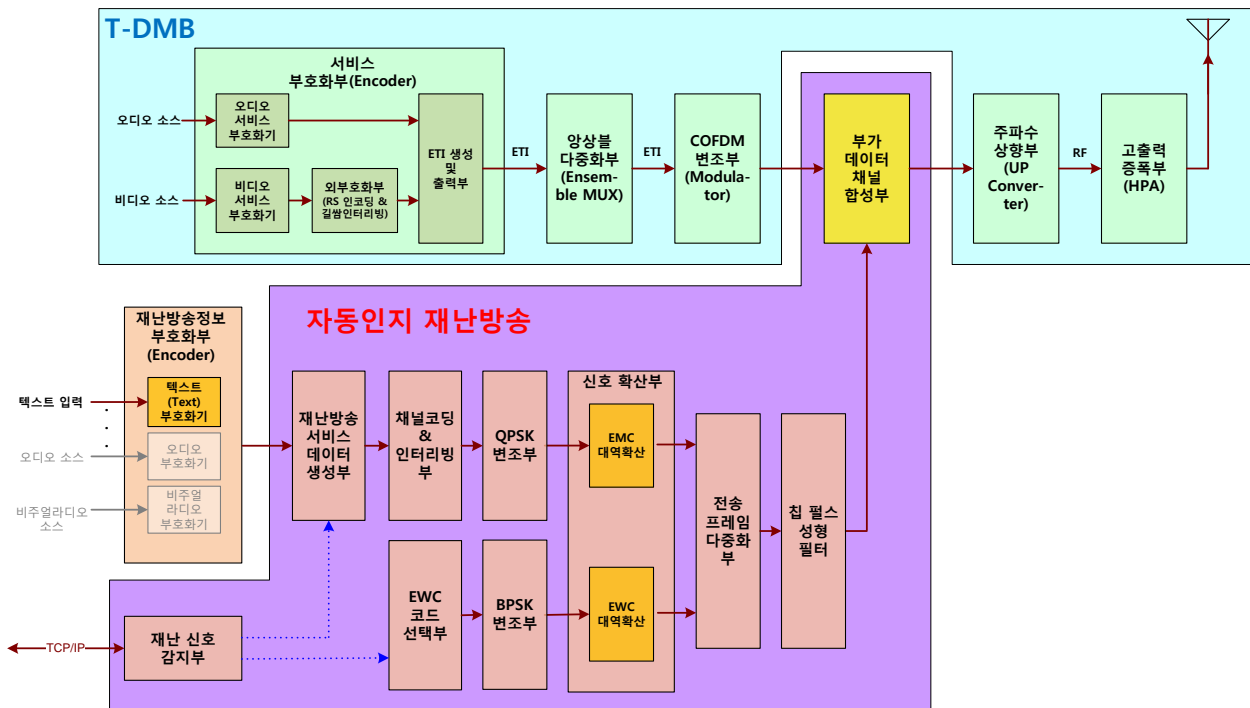 T-DMB
서비스
부호화부(Encoder)
오디오 소스
오디오
서비스
부호화기
비디오 소스
비디오
서비스
부호화기
외부호화부
(RS 인코딩 &
길쌈인터리빙)
ETI 생성
및
출력부
ETI
앙상블
다중화부
(Ensem-
ble MUX)
ETI
COFDM
변조부
(Modula-
tor)
부가
데이터
채널
합성부
주파수
상향부
(UP
Conver-
ter)
RF
고출력
증폭부
(HPA)
자동인지 재난방송
재난방송정보
부호화부
(Encoder)
텍스트 입력
텍스트
(Text)
부호화기
오디오 소스
오디오
부호화기
비주얼라디오
소스
비주얼
라디오
부호화기
재난방송
서비스
데이터
생성부
채널코딩
&
인터리빙
부
QPSK
변조부
신호 확산부
EMC
대역확산
전송
프레임
다중화
부
칩 펄스
성형
필터
EWC
코드
선택부
BPSK
변조부
EWC
대역확산
TCP/IP
재난 신호
감지부